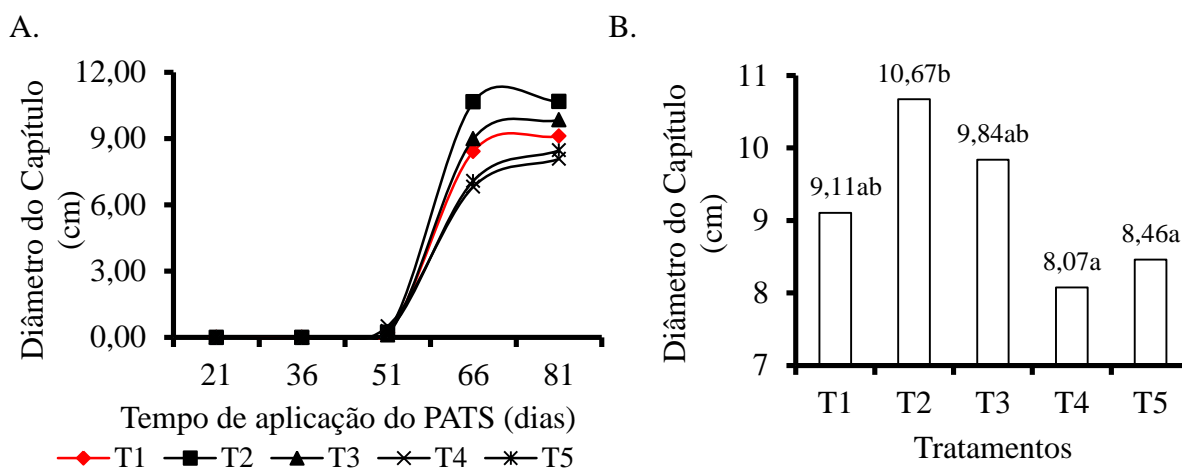 A.
Diâmetro do Capítulo
(cm)
12,00
9,00
6,00
3,00
0,00
21 36 51 66 81
Tempo de aplicação do PATS (dias)
T1 T2 T3 T4 T5
B.
Diâmetro do Capítulo
(cm)
11
10
9
8
7
9,11ab
10,67b
9,84ab
8,07a
8,46a
T1 T2 T3 T4 T5
Tratamentos